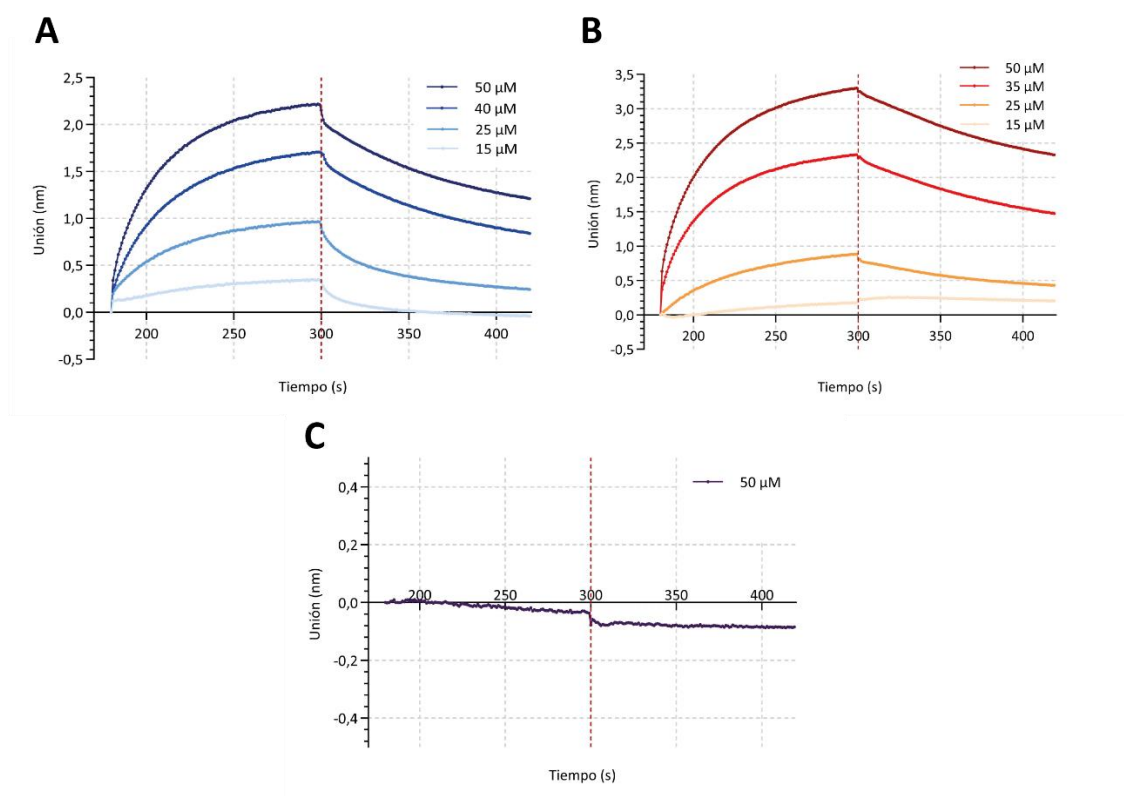 A
2,5
2,0
1,5
1,0
0,5
0,0
-0,5
Unión (nm)
200 250 300 350 400
Tiempo (s)
50 µM
40 µM
25 µM
15 µM
B
3,5
3,0
2,5
2,0
1,5
1,0
0,5
0,0
-0,5
Unión (nm)
200 250 300 350 400
Tiempo (s)
50 µM
35 µM
25 µM
15 µM
C
0,4
0,2
0,0
-0,2
-0,4
Unión (nm)
200 250 300 350 400
Tiempo (s)
50 µM